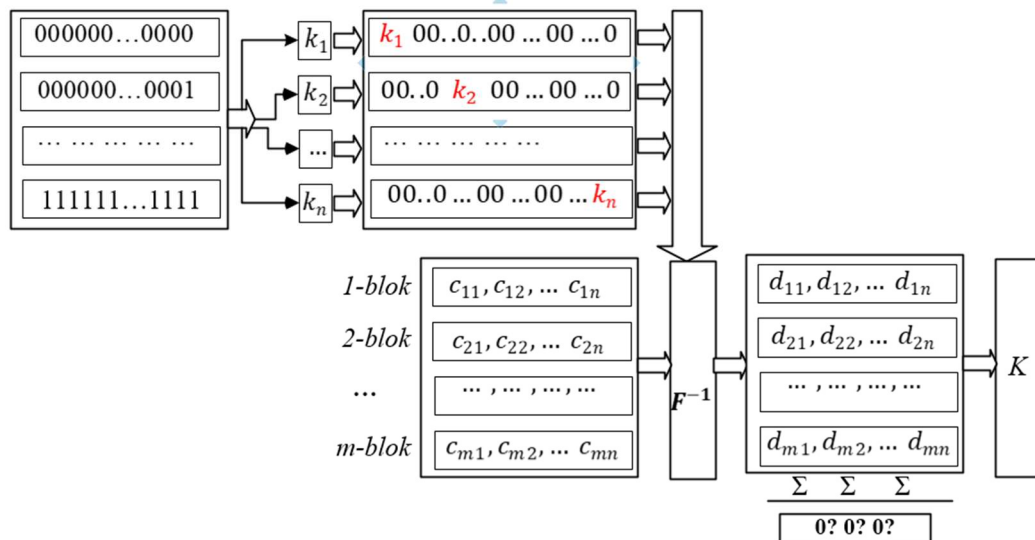 000000…0000
000000…0001
… … … … …
111111…1111
k₁
k₂
...
kₙ
k₁ 00..0..00 … 00 … 0
00..0 k₂ 00 … 00 … 0
… … … … …
00..0 … 00 … 00 … kₙ
1-blok c₁₁, c₁₂, … c₁ₙ
2-blok c₂₁, c₂₂, … c₂ₙ
... … , … , … , …
m-blok cₘ₁, cₘ₂, … cₘₙ
F⁻¹
d₁₁, d₁₂, … d₁ₙ
d₂₁, d₂₂, … d₂ₙ
… , … , … , …
dₘ₁, dₘ₂, … dₘₙ
Σ Σ Σ
0? 0? 0?
K